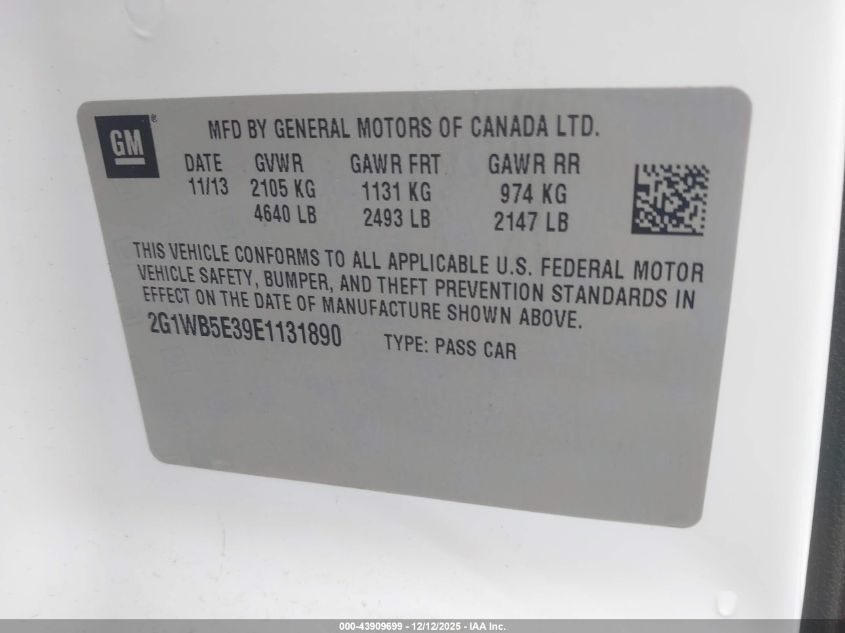 GM ®
MFD BY GENERAL MOTORS OF CANADA LTD.
DATE GVWR GAWR FRT GAWR RR
11/13 2105 KG 1131 KG 974 KG
4640 LB 2493 LB 2147 LB
THIS VEHICLE CONFORMS TO ALL APPLICABLE U.S. FEDERAL MOTOR
VEHICLE SAFETY, BUMPER, AND THEFT PREVENTION STANDARDS IN
EFFECT ON THE DATE OF MANUFACTURE SHOWN ABOVE.
2G1WB5E39E1131890 TYPE: PASS CAR
000-43909699 - 12/12/2025 - IAA Inc.